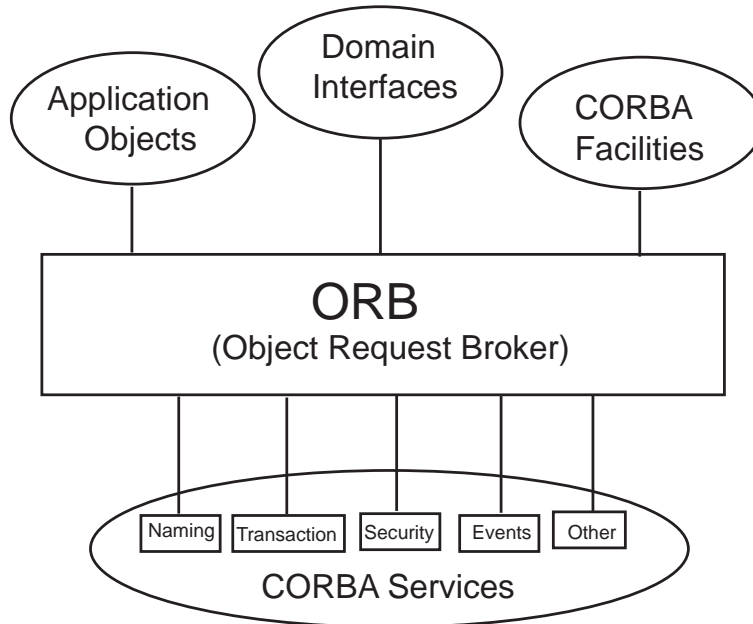 Application
Objects
Domain
Interfaces
CORBA
Facilities
ORB
(Object Request Broker)
Naming
Transaction
Security
Events
Other
CORBA Services